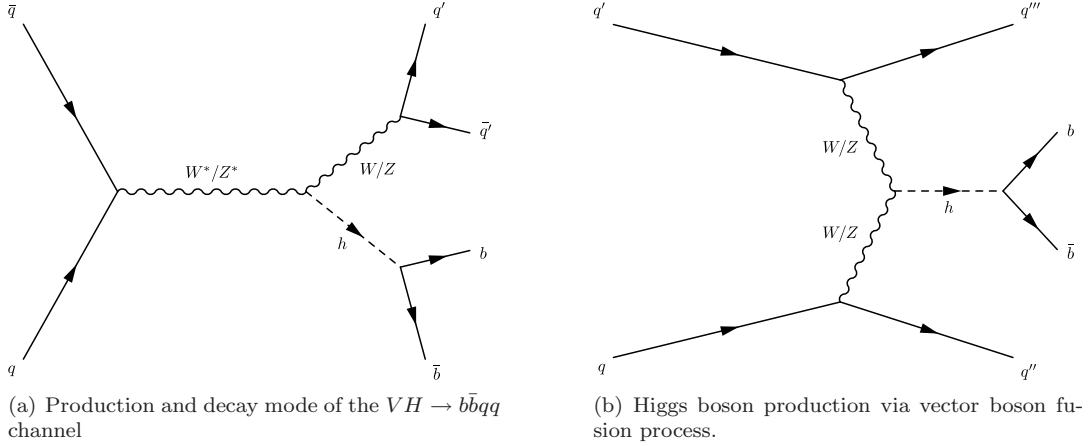 q̄
q′
q̄′
W*/Z*
W/Z
h
b
q
b̄
(a) Production and decay mode of the VH → bb̄qq
channel
q′
q′′′
W/Z
b
h
W/Z
b̄
q
q′′
(b) Higgs boson production via vector boson fu-
sion process.